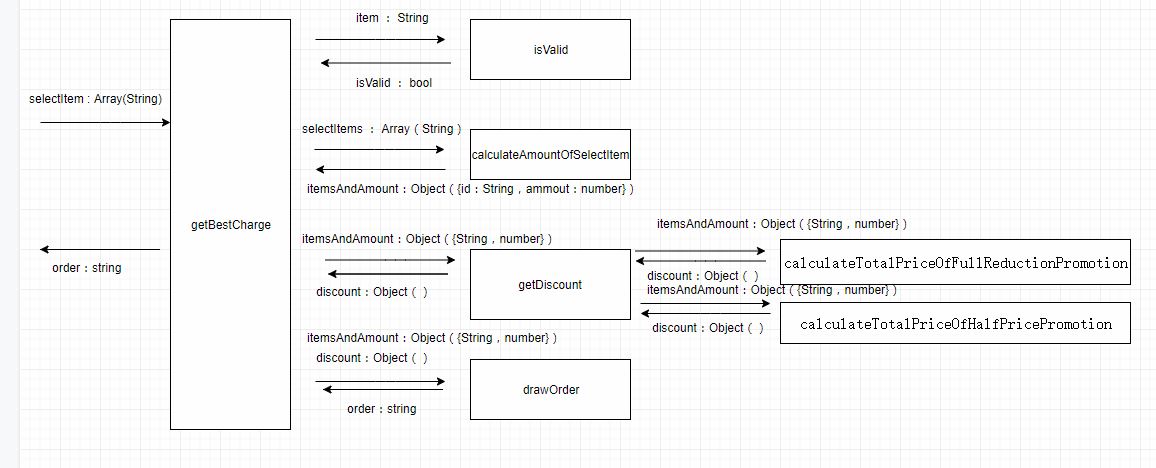 item : String
isValid
isValid : bool
selectItem : Array(String)
selectItems : Array ( String )
calculateAmountOfSelectItem
itemsAndAmount : Object ( {id : String , ammout : number} )
getBestCharge
itemsAndAmount : Object ( {String , number} )
itemsAndAmount : Object ( {String , number} )
calculateTotalPriceOfFullReductionPromotion
order : string
discount : Object ( )
getDiscount
discount : Object ( )
itemsAndAmount : Object ( {String , number} )
calculateTotalPriceOfHalfPricePromotion
discount : Object ( )
itemsAndAmount : Object ( {String , number} )
discount : Object ( )
drawOrder
order : string